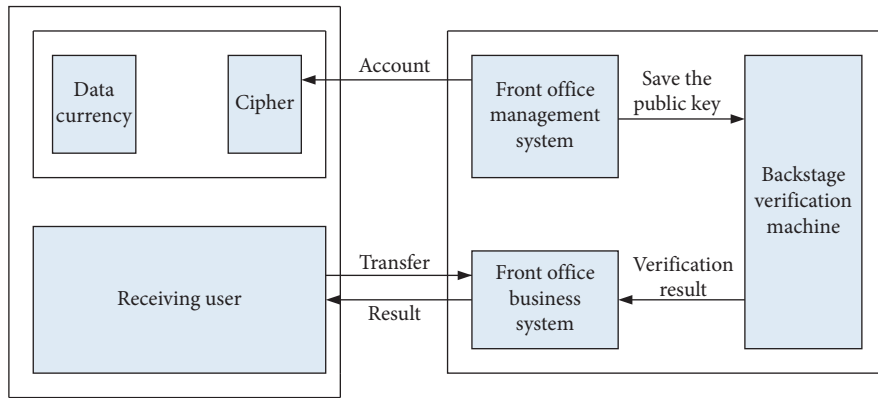 Data
currency
Cipher
Account
Front office
management
system
Save the
public key
Backstage
verification
machine
Receiving user
Transfer
Result
Front office
business
system
Verification
result